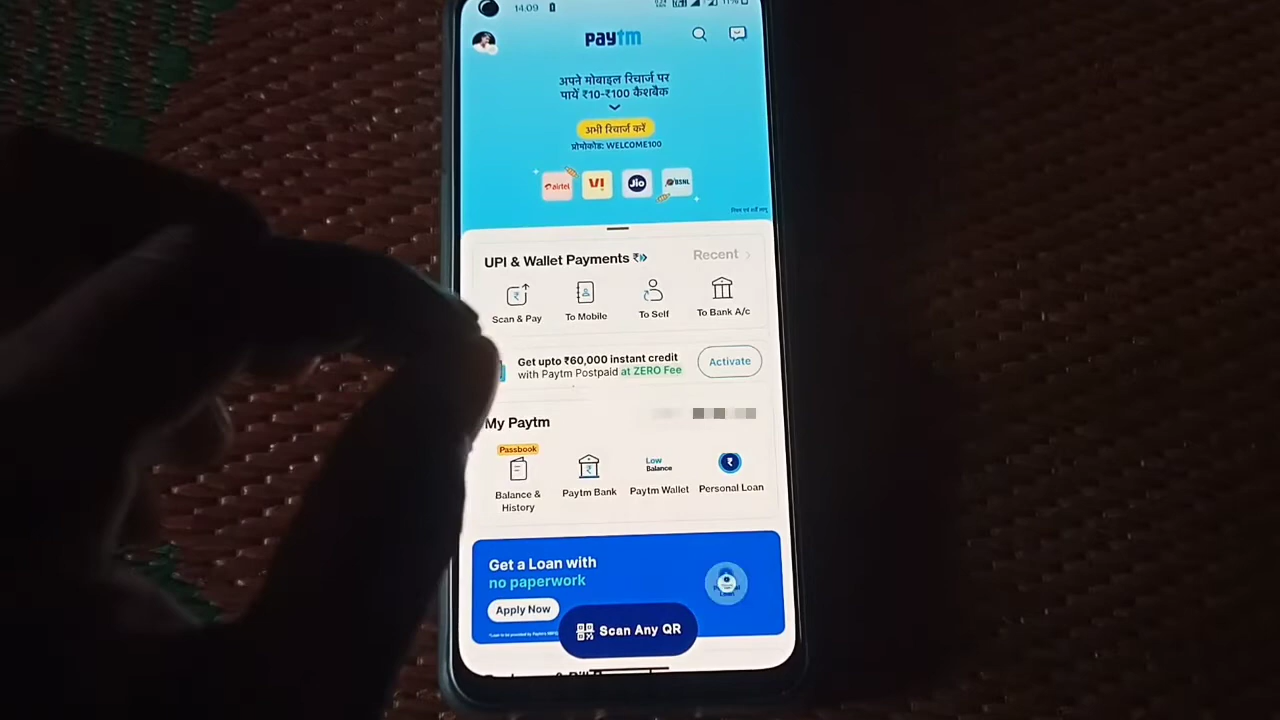 14.09
paytm
अपने मोबाइल रिचार्ज पर
पायें ₹10-₹100 कैशबैक
अभी रिचार्ज करें
प्रोमोकोड: WELCOME100
airtel
VI
Jio
BSNL
UPI & Wallet Payments ₹
Recent >
Scan & Pay
To Mobile
To Self
To Bank A/c
Get upto ₹60,000 instant credit
with Paytm Postpaid at ZERO Fee
Activate
My Paytm
Passbook
Balance &
History
Paytm Bank
Low
Balance
Paytm Wallet
₹
Personal Loan
Get a Loan with
no paperwork
Apply Now
Scan Any QR